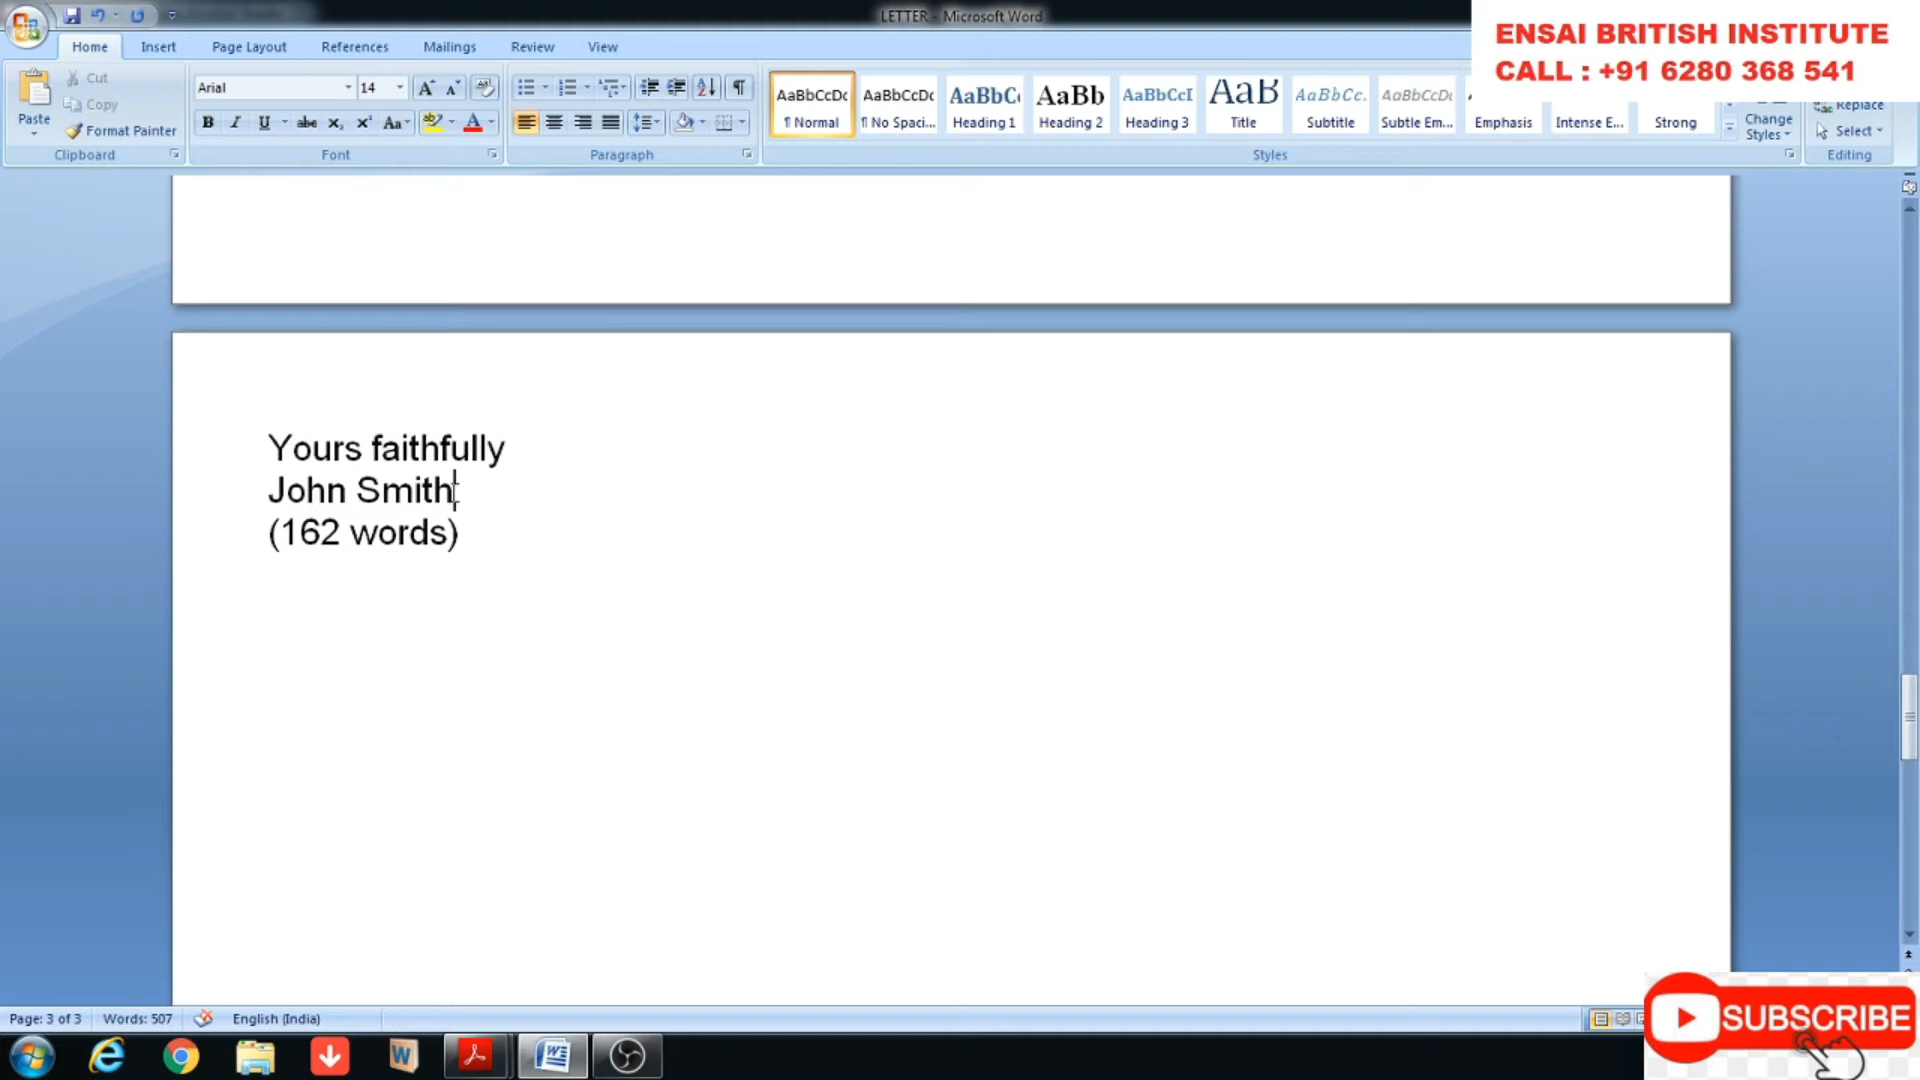 LETTER - Microsoft Word
ENSAI BRITISH INSTITUTE
CALL : +91 6280 368 541
Home Insert Page Layout References Mailings Review View
Paste
Cut
Copy
Format Painter
Clipboard
Arial 14
Font
Paragraph
AaBbCcDc AaBbCcDc AaBbC AaBb AaBbCcI AaB AaBbCc. AaBbCcDc
¶ Normal ¶ No Spaci... Heading 1 Heading 2 Heading 3 Title Subtitle Subtle Em... Emphasis Intense E... Strong
Styles
Change Styles
Replace
Select
Editing
Yours faithfully
John Smith
(162 words)
Page: 3 of 3 Words: 507 English (India)
SUBSCRIBE